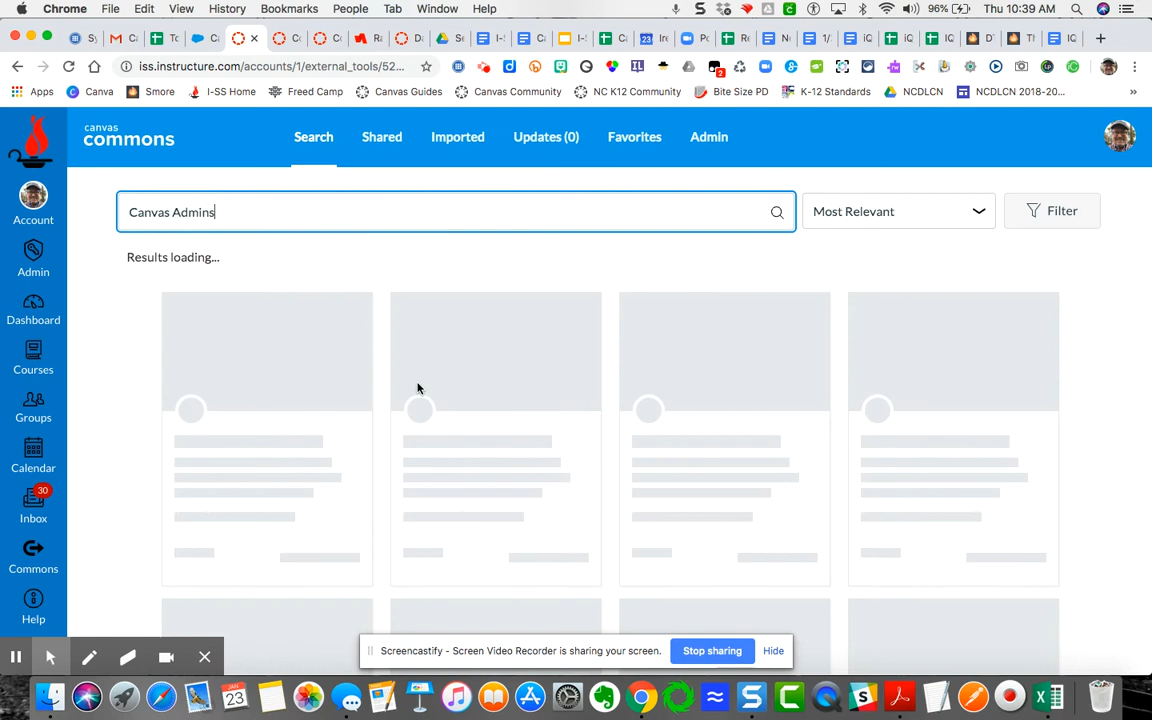 Chrome File Edit View History Bookmarks People Tab Window Help 96% Thu 10:39 AM
iss.instructure.com/accounts/1/external_tools/52...
Apps Canva Smore I-SS Home Freed Camp Canvas Guides Canvas Community NC K12 Community Bite Size PD K-12 Standards NCDLCN NCDLCN 2018-20... »
canvas
commons
Search Shared Imported Updates (0) Favorites Admin
Account
Admin
Dashboard
Courses
Groups
Calendar
30
Inbox
Commons
Help
Canvas Admins
Most Relevant
Filter
Results loading...
Screencastify - Screen Video Recorder is sharing your screen. Stop sharing Hide
JAN
23